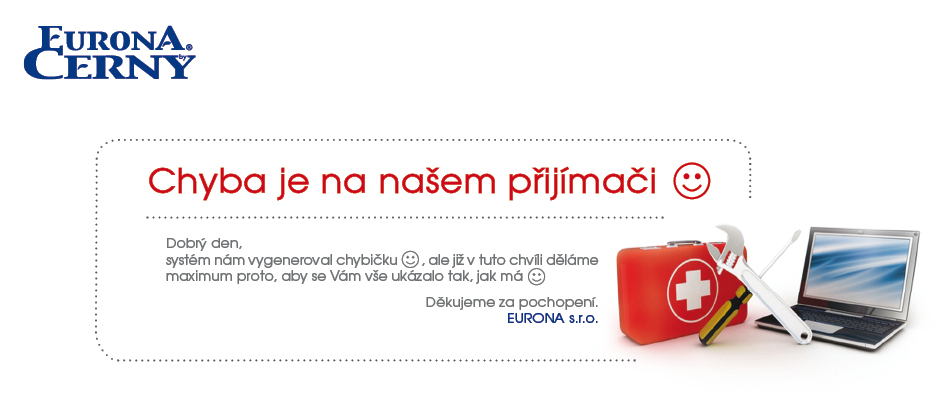 EURONA®
by
CERNY
Chyba je na našem přijímači ☺
Dobrý den,
systém nám vygeneroval chybičku ☺, ale již v tuto chvíli děláme
maximum proto, aby se Vám vše ukázalo tak, jak má ☺
Děkujeme za pochopení.
EURONA s.r.o.